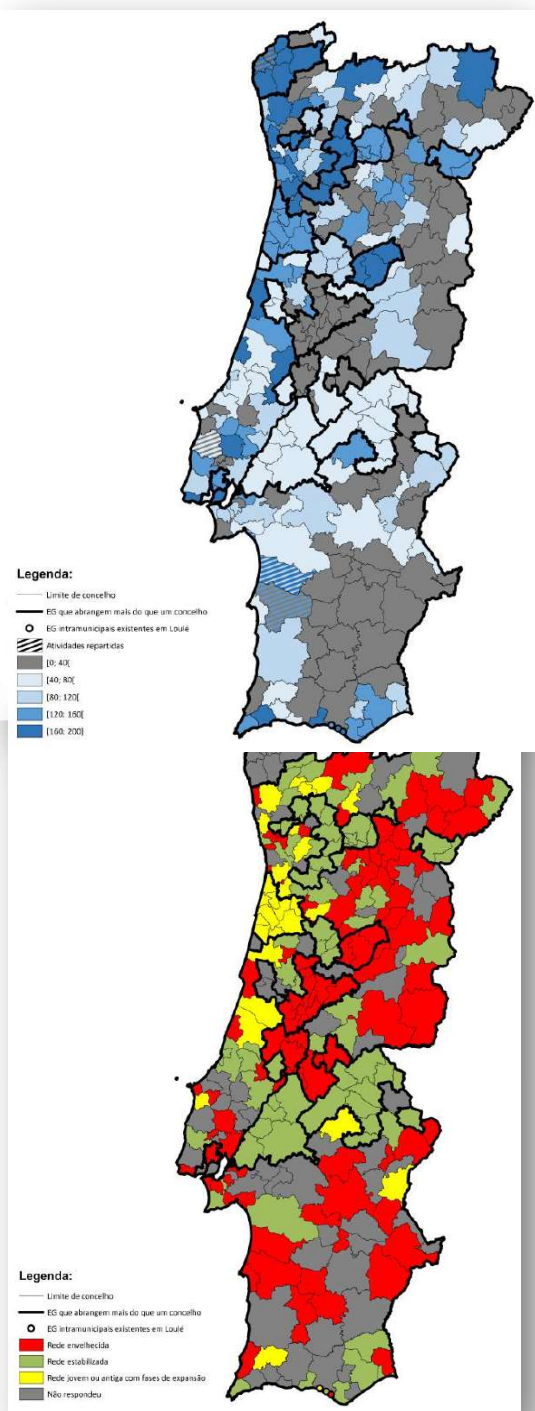 Legenda:
Limite de concelho
EG que abrangem mais do que um concelho
EG intramunicipais existentes em Loulé
Atividades repartidas
[0; 40[
[40; 80[
[80; 120[
[120; 160[
[160; 200]
Legenda:
Limite de concelho
EG que abrangem mais do que um concelho
EG intramunicipais existentes em Loulé
Rede envelhecida
Rede estabilizada
Rede jovem ou antiga com fases de expansão
Não respondeu